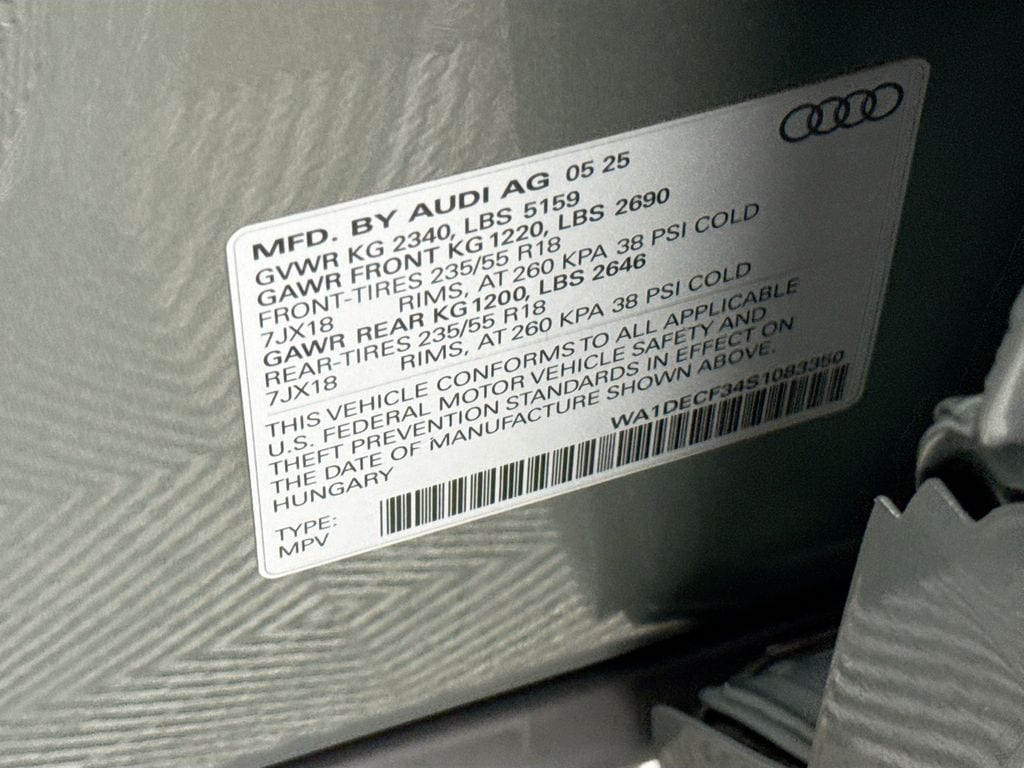 MFD. BY AUDI AG 05 25
GVWR KG 2340, LBS 5159
GAWR FRONT KG 1220, LBS 2690
FRONT-TIRES 235/55 R18
7JX18 RIMS, AT 260 KPA 38 PSI COLD
GAWR REAR KG 1200, LBS 2646
REAR-TIRES 235/55 R18
7JX18 RIMS, AT 260 KPA 38 PSI COLD
THIS VEHICLE CONFORMS TO ALL APPLICABLE
U.S. FEDERAL MOTOR VEHICLE SAFETY AND
THEFT PREVENTION STANDARDS IN EFFECT ON
THE DATE OF MANUFACTURE SHOWN ABOVE.
HUNGARY
WA1DECF34S1083350
TYPE:
MPV